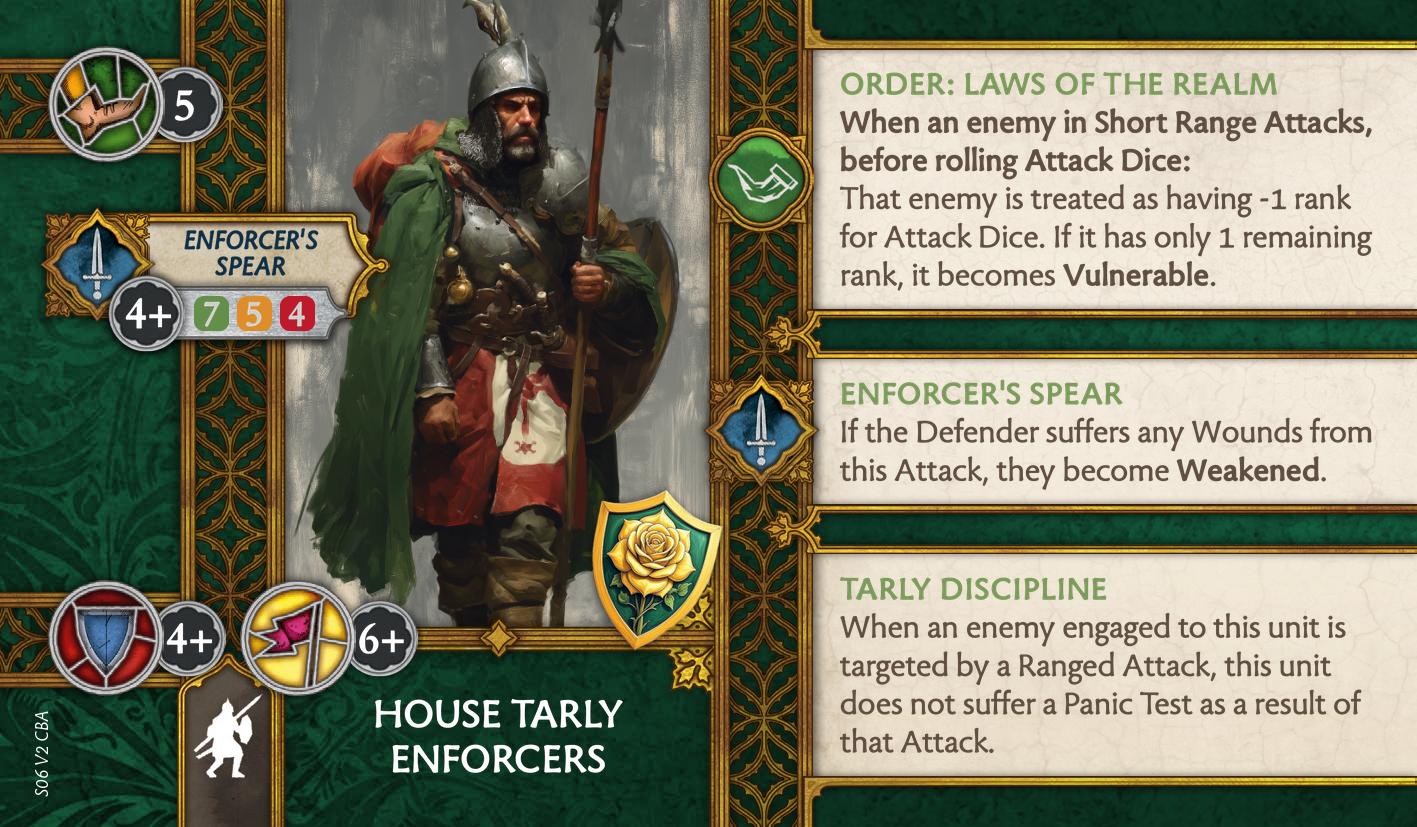 5
ENFORCER'S
SPEAR
4+ 7 5 4
4+ 6+
HOUSE TARLY
ENFORCERS
S06 V2 CBA
ORDER: LAWS OF THE REALM
When an enemy in Short Range Attacks,
before rolling Attack Dice:
That enemy is treated as having -1 rank
for Attack Dice. If it has only 1 remaining
rank, it becomes Vulnerable.
ENFORCER'S SPEAR
If the Defender suffers any Wounds from
this Attack, they become Weakened.
TARLY DISCIPLINE
When an enemy engaged to this unit is
targeted by a Ranged Attack, this unit
does not suffer a Panic Test as a result of
that Attack.